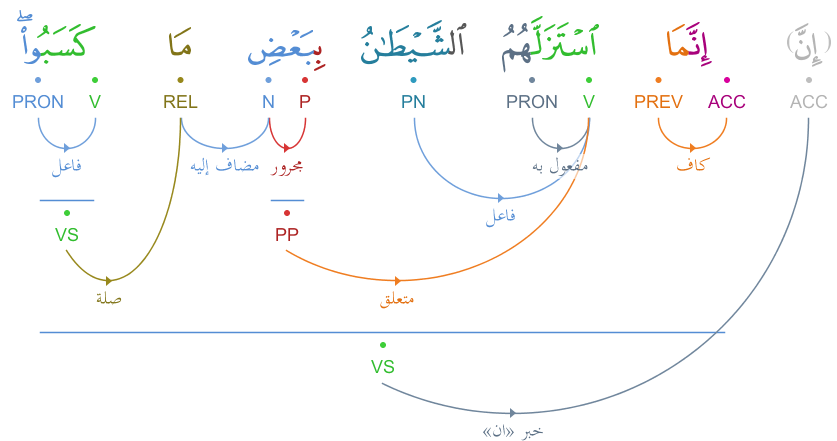 (إِنَّ) إِنَّمَا ٱسْتَزَلَّهُمُ ٱلشَّيْطَـٰنُ بِبَعْضِ مَا كَسَبُوا۟ ۖ
ACC ACC PREV V PRON PN P N REL V PRON
كاف مفعول به مجرور مضاف إليه فاعل
فاعل
PP VS
متعلق صلة
VS
خبر «ان»